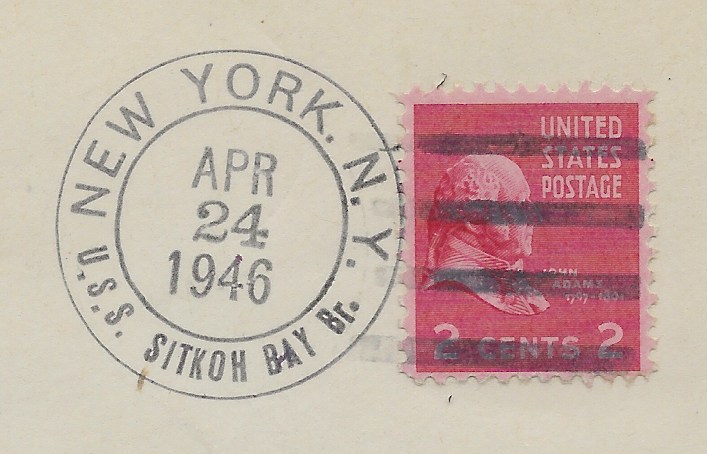 NEW YORK. N.Y.
APR
24
1946
U.S.S. SITKOH BAY Br.
UNITED
STATES
POSTAGE
JOHN
ADAMS
2 CENTS 2